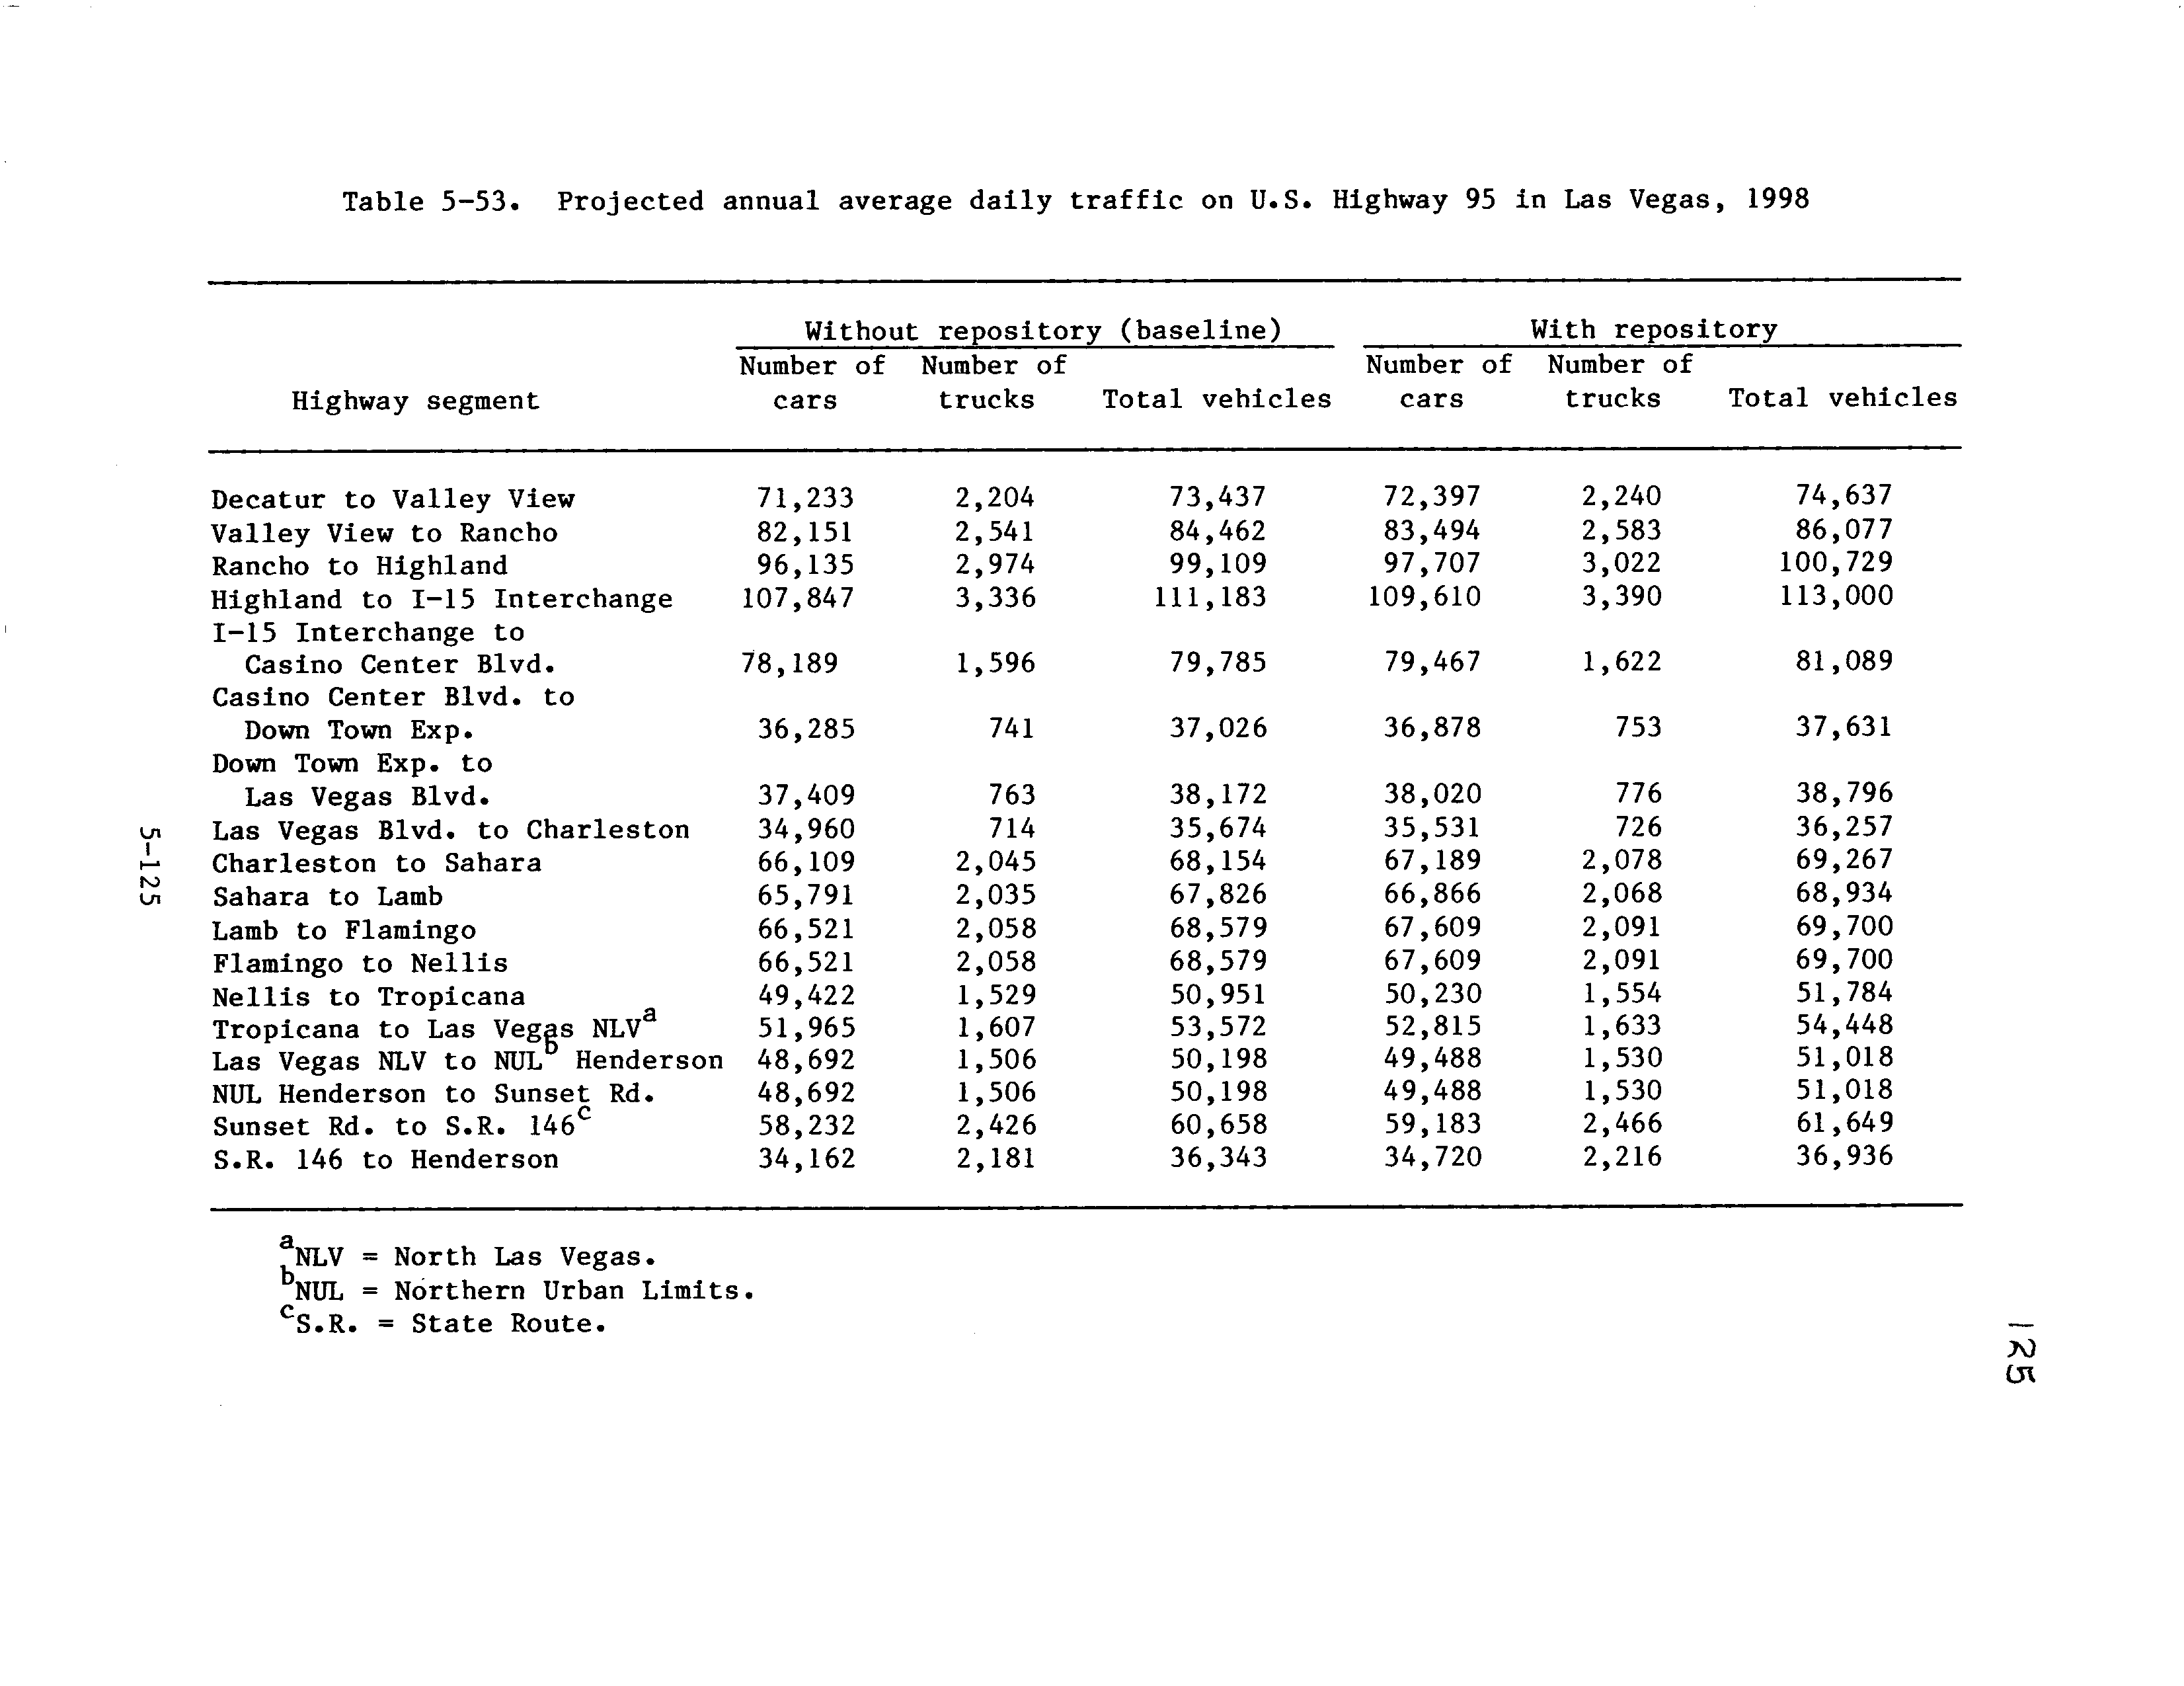 Table 5-53. Projected annual average daily traffic on U.S. Highway 95 in Las Vegas, 1998
Without repository (baseline) With repository
Number of Number of Number of Number of
Highway segment cars trucks Total vehicles cars trucks Total vehicles
Decatur to Valley View 71,233 2,204 73,437 72,397 2,240 74,637
Valley View to Rancho 82,151 2,541 84,462 83,494 2,583 86,077
Rancho to Highland 96,135 2,974 99,109 97,707 3,022 100,729
Highland to I-15 Interchange 107,847 3,336 111,183 109,610 3,390 113,000
I-15 Interchange to
Casino Center Blvd. 78,189 1,596 79,785 79,467 1,622 81,089
Casino Center Blvd. to
Down Town Exp. 36,285 741 37,026 36,878 753 37,631
Down Town Exp. to
Las Vegas Blvd. 37,409 763 38,172 38,020 776 38,796
Las Vegas Blvd. to Charleston 34,960 714 35,674 35,531 726 36,257
Charleston to Sahara 66,109 2,045 68,154 67,189 2,078 69,267
Sahara to Lamb 65,791 2,035 67,826 66,866 2,068 68,934
Lamb to Flamingo 66,521 2,058 68,579 67,609 2,091 69,700
Flamingo to Nellis 66,521 2,058 68,579 67,609 2,091 69,700
Nellis to Tropicana 49,422 1,529 50,951 50,230 1,554 51,784
Tropicana to Las Vegas NLVa 51,965 1,607 53,572 52,815 1,633 54,448
Las Vegas NLV to NULb Henderson 48,692 1,506 50,198 49,488 1,530 51,018
NUL Henderson to Sunset Rd. 48,692 1,506 50,198 49,488 1,530 51,018
Sunset Rd. to S.R. 146c 58,232 2,426 60,658 59,183 2,466 61,649
S.R. 146 to Henderson 34,162 2,181 36,343 34,720 2,216 36,936
aNLV = North Las Vegas.
bNUL = Northern Urban Limits.
cS.R. = State Route.
5-125
125